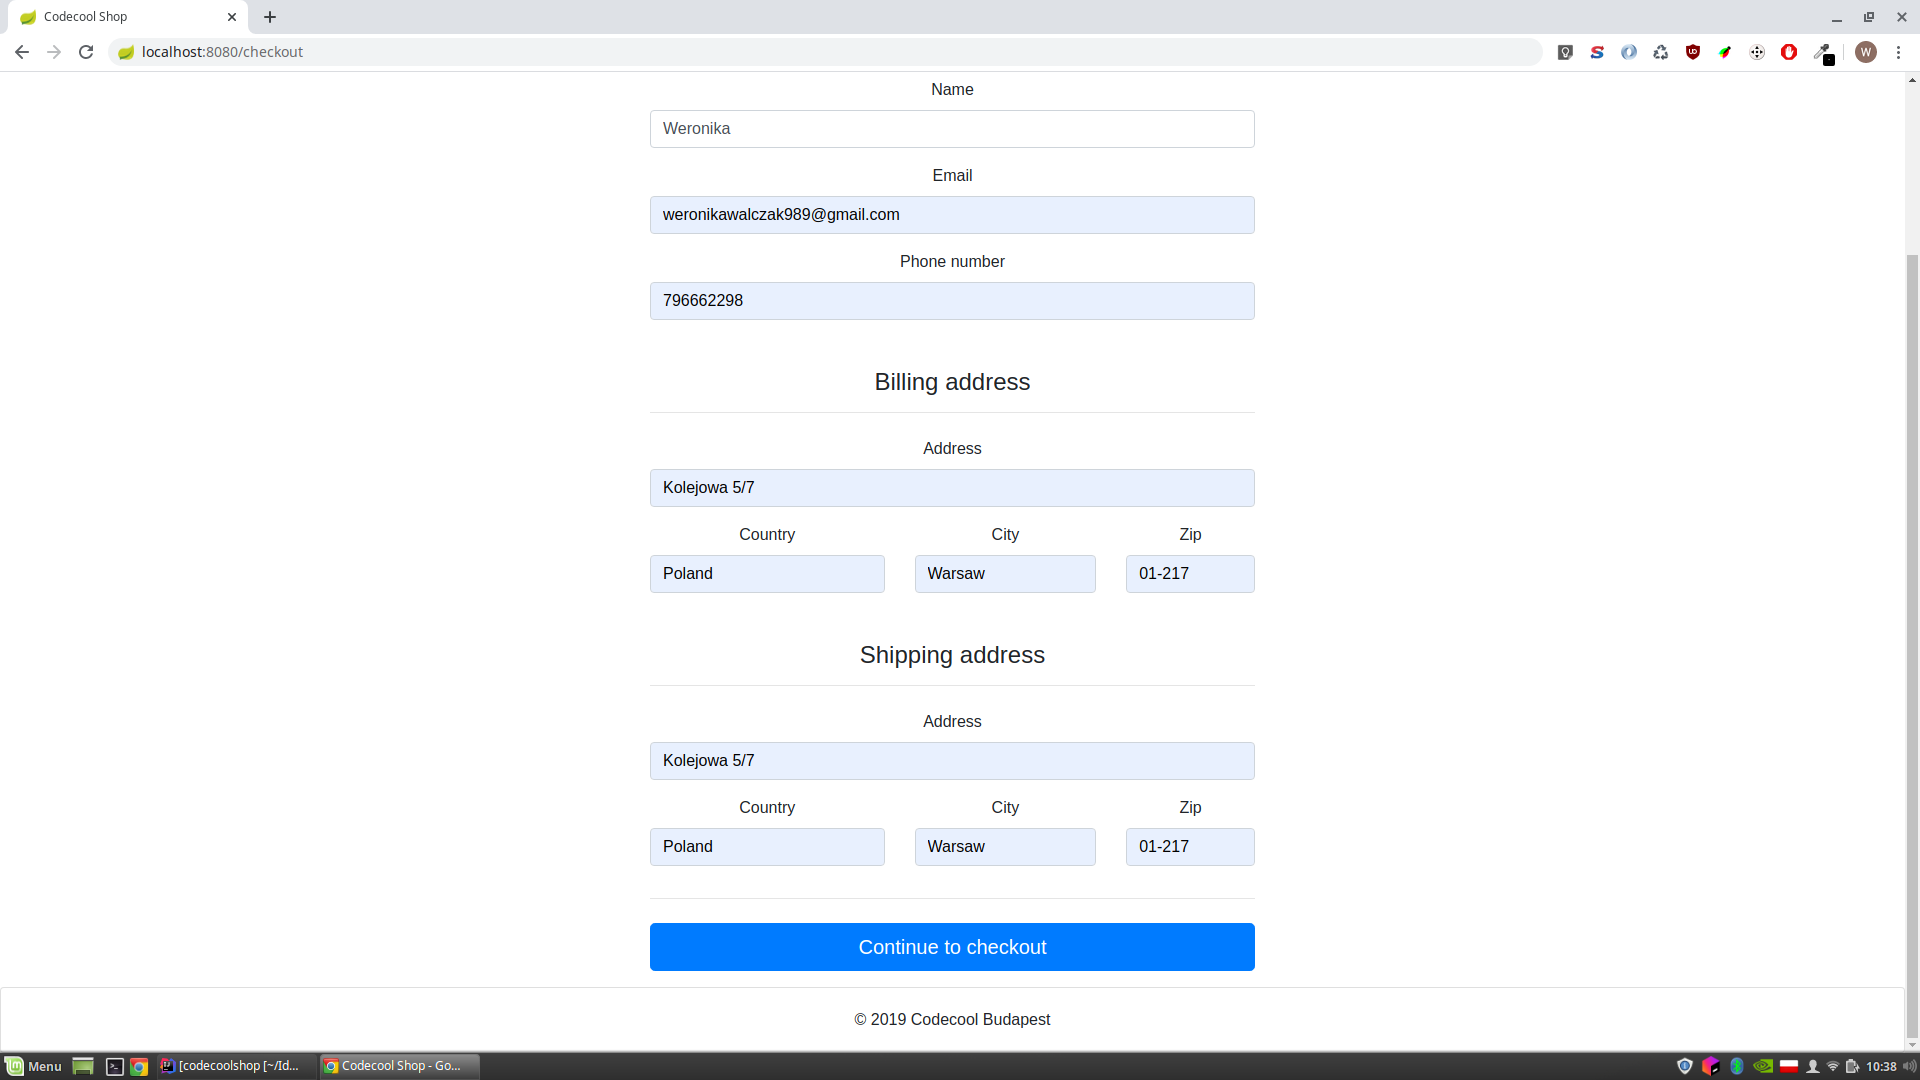 Codecool Shop
localhost:8080/checkout
W
Name
Weronika
Email
weronikawalczak989@gmail.com
Phone number
796662298
Billing address
Address
Kolejowa 5/7
Country City Zip
Poland Warsaw 01-217
Shipping address
Address
Kolejowa 5/7
Country City Zip
Poland Warsaw 01-217
Continue to checkout
© 2019 Codecool Budapest
Menu [codecoolshop [~/Id... Codecool Shop - Go... 10:38